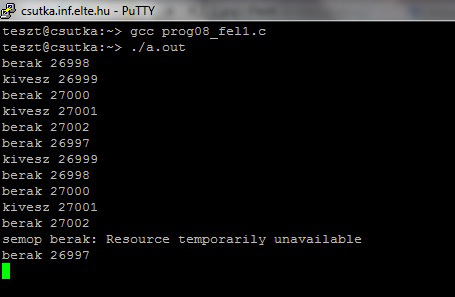 csutka.inf.elte.hu - PuTTY
teszt@csutka:~> gcc prog08_fel1.c
teszt@csutka:~> ./a.out
berak 26998
kivesz 26999
berak 27000
kivesz 27001
berak 27002
berak 26997
kivesz 26999
berak 26998
berak 27000
kivesz 27001
berak 27002
semop berak: Resource temporarily unavailable
berak 26997